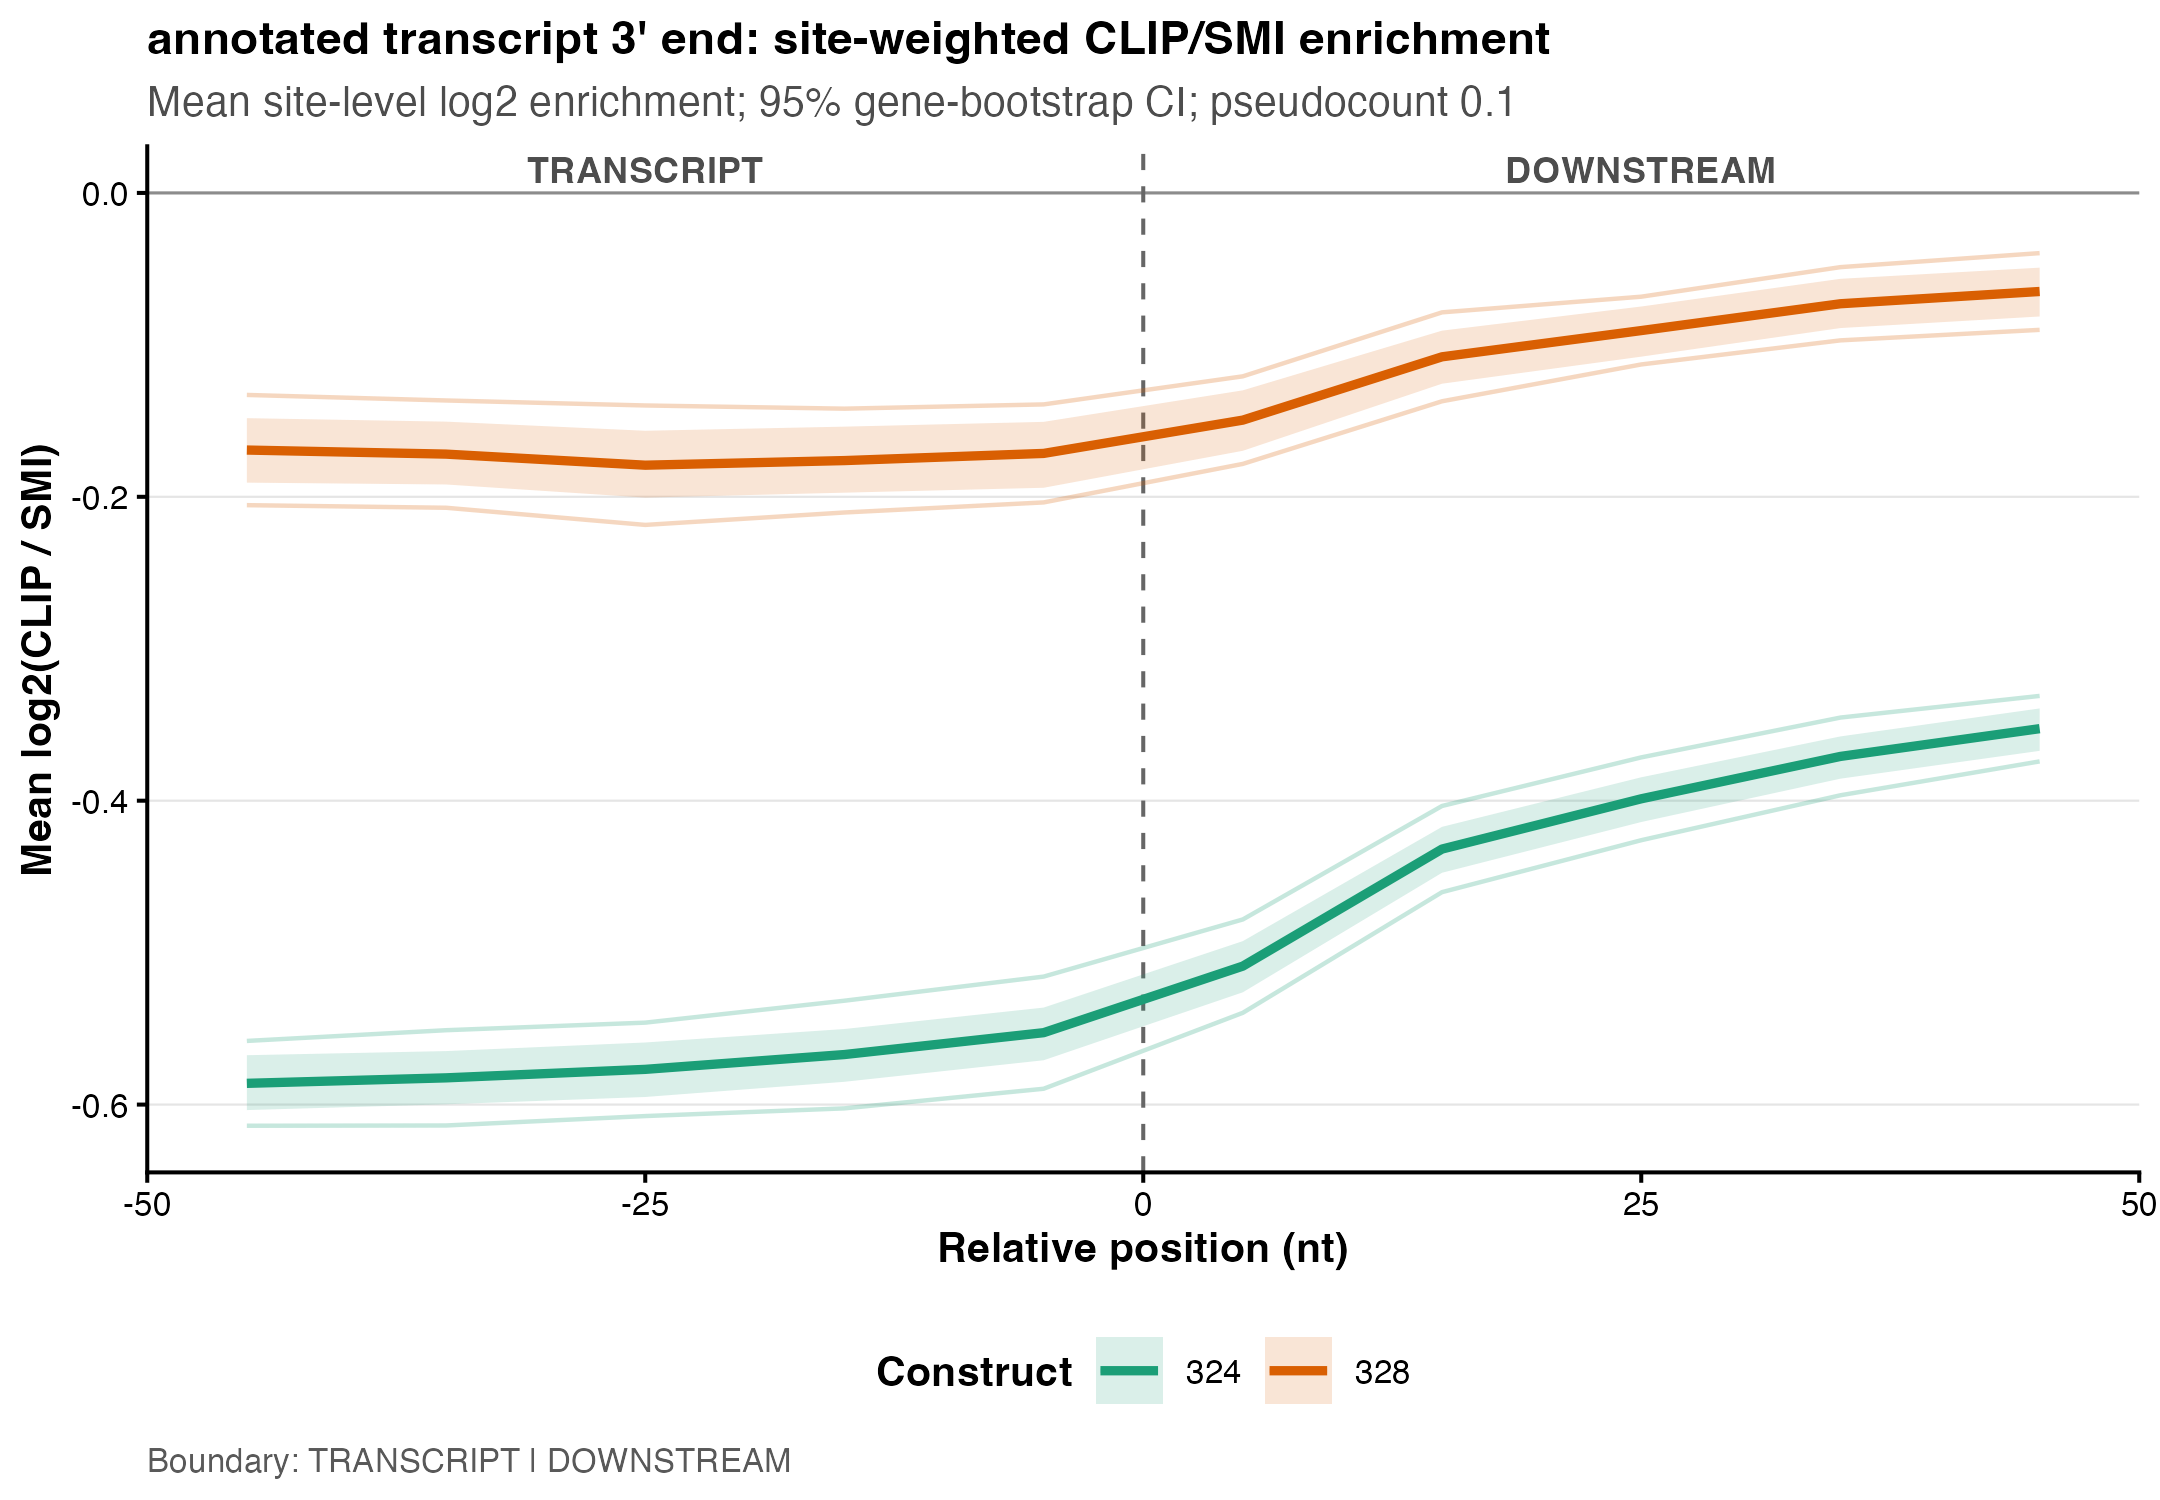 annotated transcript 3' end: site-weighted CLIP/SMI enrichment
Mean site-level log2 enrichment; 95% gene-bootstrap CI; pseudocount 0.1
TRANSCRIPT
DOWNSTREAM
Mean log2(CLIP / SMI)
0.0
-0.2
-0.4
-0.6
-50
-25
0
25
50
Relative position (nt)
Construct 324 328
Boundary: TRANSCRIPT | DOWNSTREAM